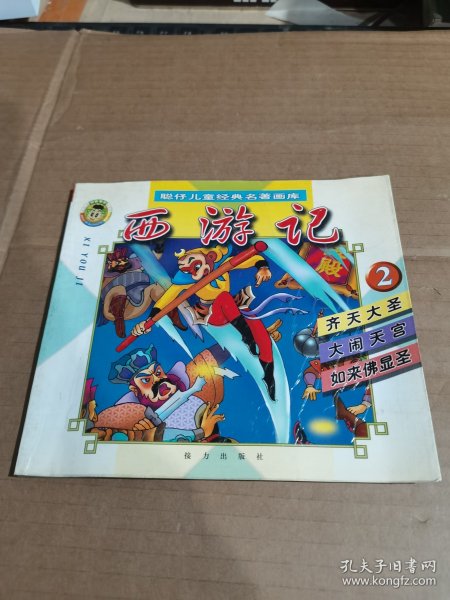 聪仔儿童经典名著画库
西游记
XI YOU JI
2
齐天大圣
大闹天宫
如来佛显圣
殿
接力出版社
孔夫子旧书网
www.kongfz.com